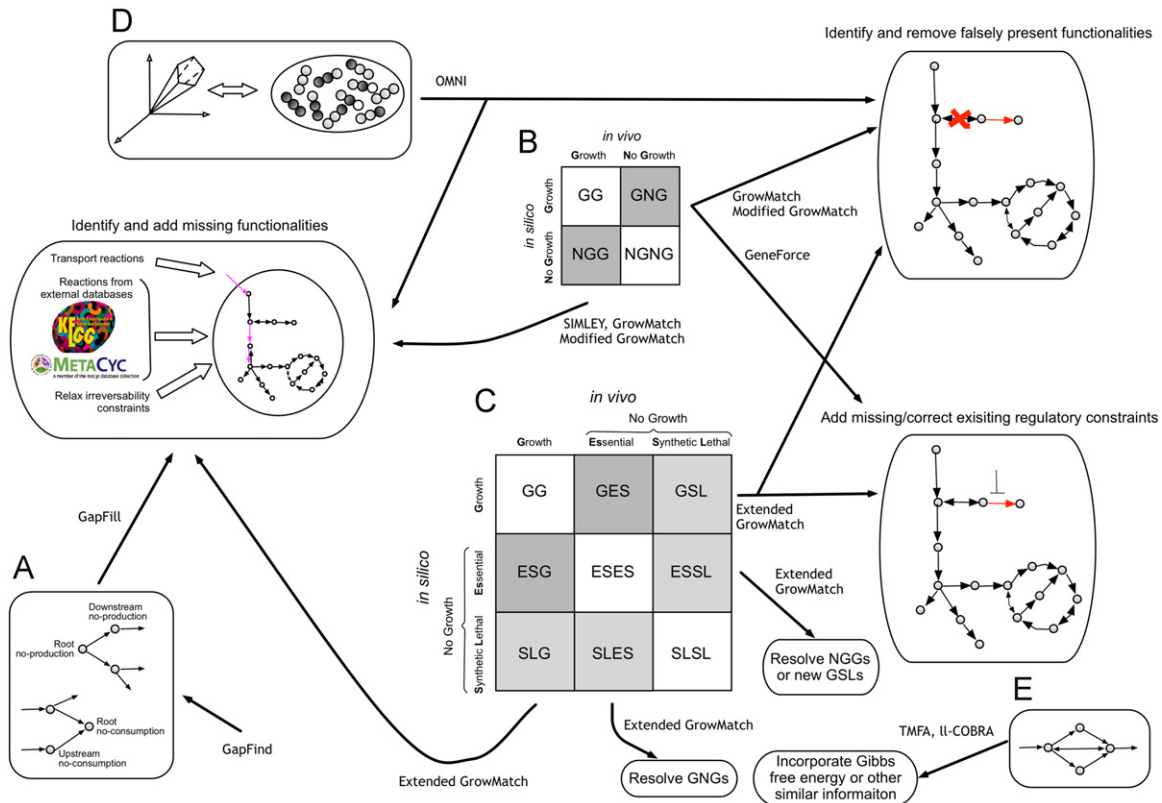 D
OMNI
Identify and remove falsely present functionalities
B
in vivo
Growth
No Growth
in silico
Growth
No Growth
GG
GNG
NGG
NGNG
GrowMatch
Modified GrowMatch
GeneForce
SIMLEY, GrowMatch
Modified GrowMatch
Identify and add missing functionalities
Transport reactions
Reactions from
external databases
KEGG
METACYC
A member of the BioCyc database collection
Relax irreversability
constraints
C
in vivo
No Growth
Growth
Essential
Synthetic Lethal
in silico
No Growth
Growth
Essential
Synthetic Lethal
GG
GES
GSL
ESG
ESES
ESSL
SLG
SLES
SLSL
Extended
GrowMatch
Add missing/correct exisiting regulatory constraints
Extended
GrowMatch
Resolve NGGs
or new GSLs
GapFill
A
Downstream
no-production
Root
no-production
Root
no-consumption
Upstream
no-consumption
GapFind
Extended GrowMatch
Extended GrowMatch
Resolve GNGs
E
TMFA, ll-COBRA
Incorporate Gibbs
free energy or other
similar informaiton